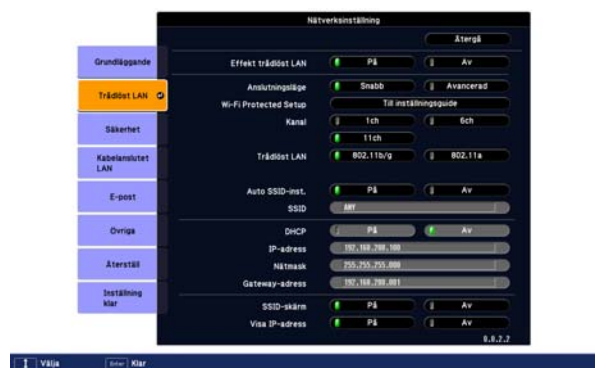 Nätverksinställning
Återgå
Grundläggande
Trådlöst LAN
Säkerhet
Kabelanslutet
LAN
E-post
Övriga
Återställ
Inställning
klar
Effekt trådlöst LAN På Av
Anslutningsläge Snabb Avancerad
Wi-Fi Protected Setup Till inställningsguide
Kanal 1ch 6ch
11ch
Trådlöst LAN 802.11b/g 802.11a
Auto SSID-inst. På Av
SSID ANY
DHCP På Av
IP-adress 192.168.200.100
Nätmask 255.255.255.000
Gateway-adress 192.168.200.001
SSID-skärm På Av
Visa IP-adress På Av
0.0.2.2
Välja Enter Klar